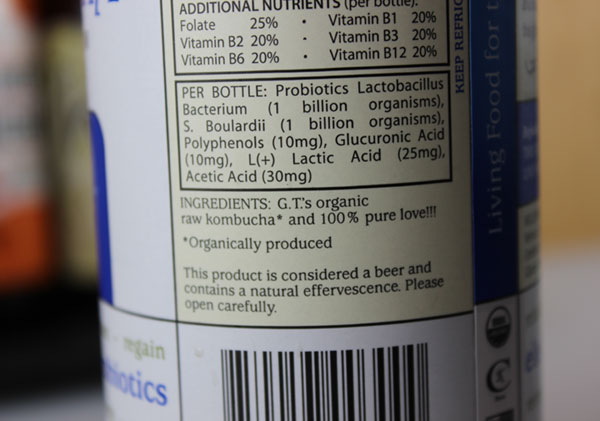 ADDITIONAL NUTRIENTS (per bottle):
Folate 25% • Vitamin B1 20%
Vitamin B2 20% • Vitamin B3 20%
Vitamin B6 20% • Vitamin B12 20%
PER BOTTLE: Probiotics Lactobacillus
Bacterium (1 billion organisms),
S. Boulardii (1 billion organisms),
Polyphenols (10mg), Glucuronic Acid
(10mg), L(+) Lactic Acid (25mg),
Acetic Acid (30mg)
INGREDIENTS: G.T.'s organic
raw kombucha* and 100% pure love!!!
*Organically produced
This product is considered a beer and
contains a natural effervescence. Please
open carefully.
regain
KEEP REFRIG
Living Food for t